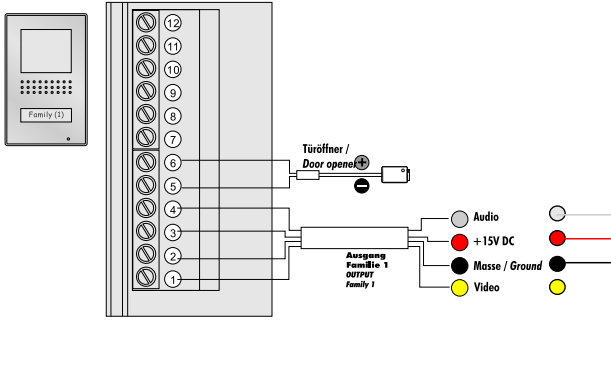 Family (1)
12
11
10
9
8
7
6
5
4
3
2
1
Türöffner /
Door opener
+
−
Ausgang
Familie 1
OUTPUT
Family 1
Audio
+15V DC
Masse / Ground
Video